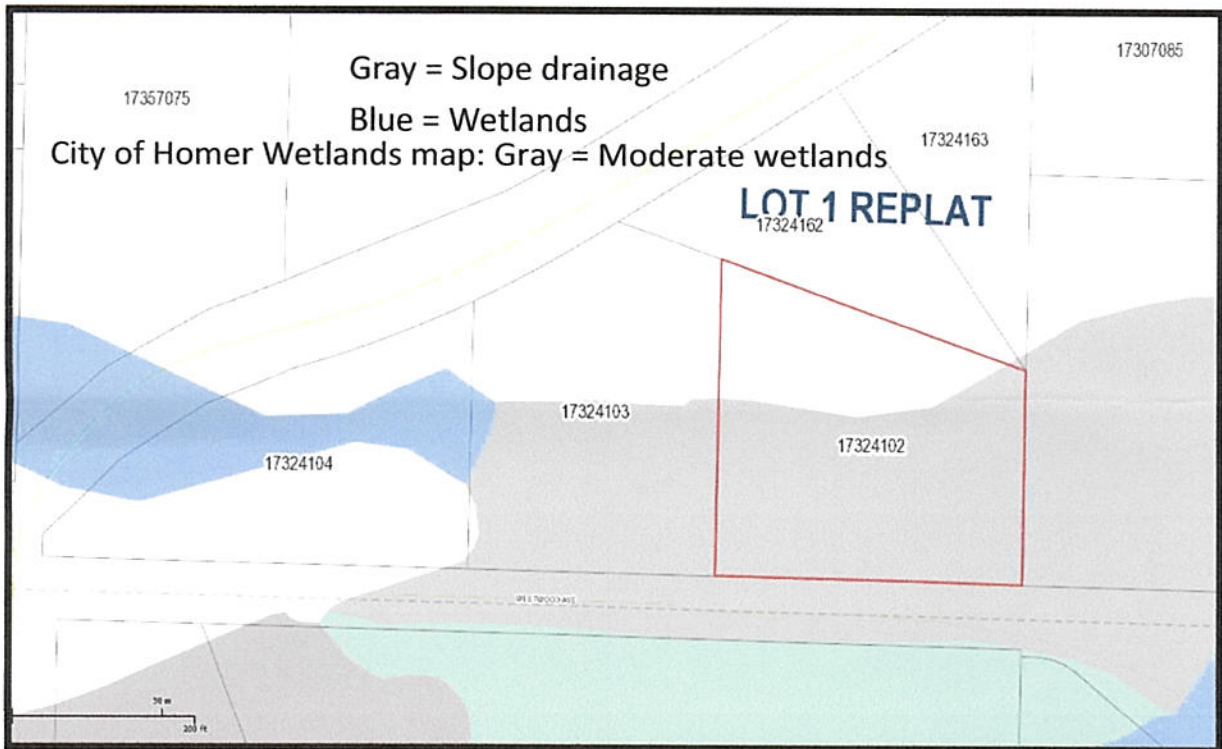 17307085
Gray = Slope drainage
17357075
Blue = Wetlands
17324163
City of Homer Wetlands map: Gray = Moderate wetlands
LOT 1 REPLAT
17324162
17324103
17324102
17324104
50 m
200 ft